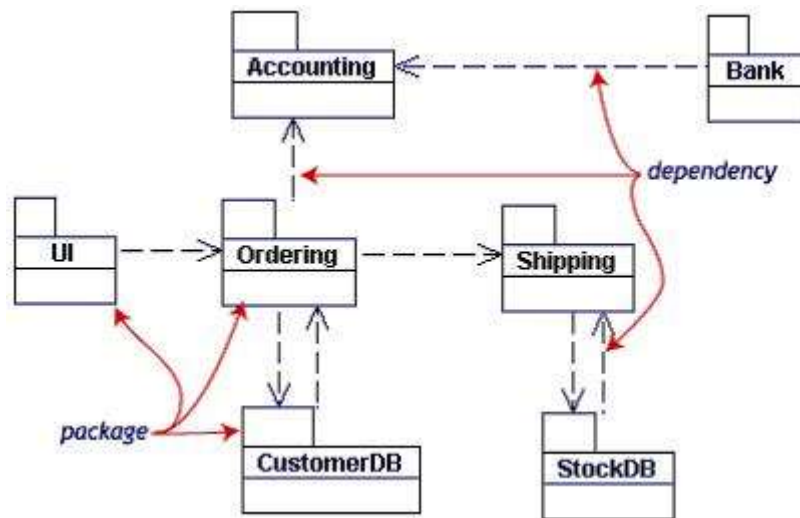 Accounting
Bank
dependency
UI
Ordering
Shipping
package
CustomerDB
StockDB